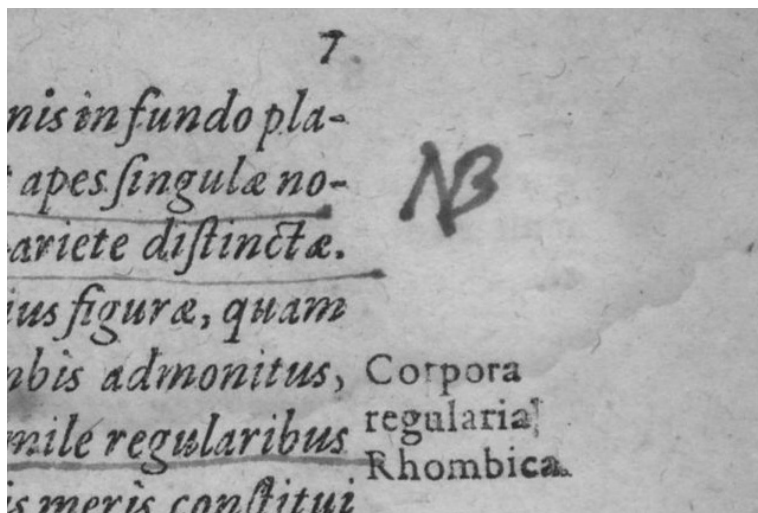 7.
nis in fundo pla-
apes ſingulæ no-
ariete diſtinctæ.
NB
ius figuræ, quam
nbis admonitus,
mile regularibus
is meris conſtitui
Corpora
regularia
Rhombica.